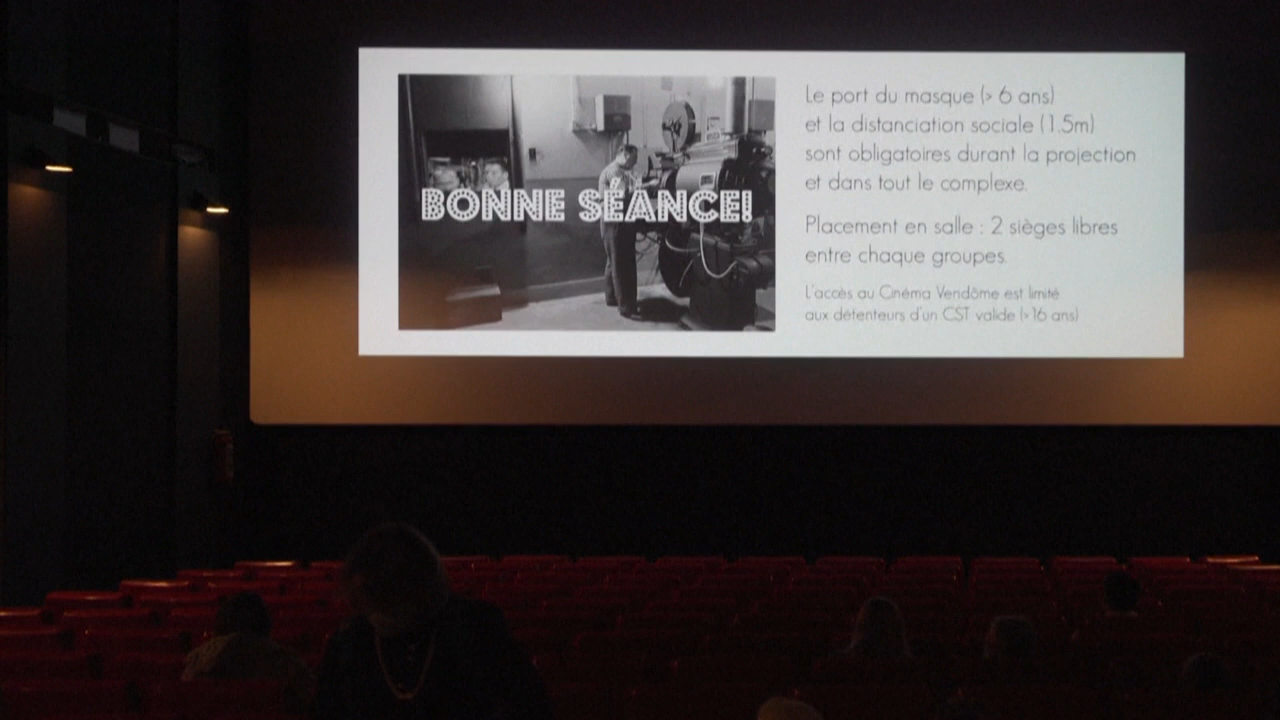 BONNE SÉANCE!
Le port du masque (> 6 ans)
et la distanciation sociale (1.5m)
sont obligatoires durant la projection
et dans tout le complexe.
Placement en salle : 2 sièges libres
entre chaque groupes.
L'accès au Cinéma Vendôme est limité
aux détenteurs d'un CST valide (>16 ans)